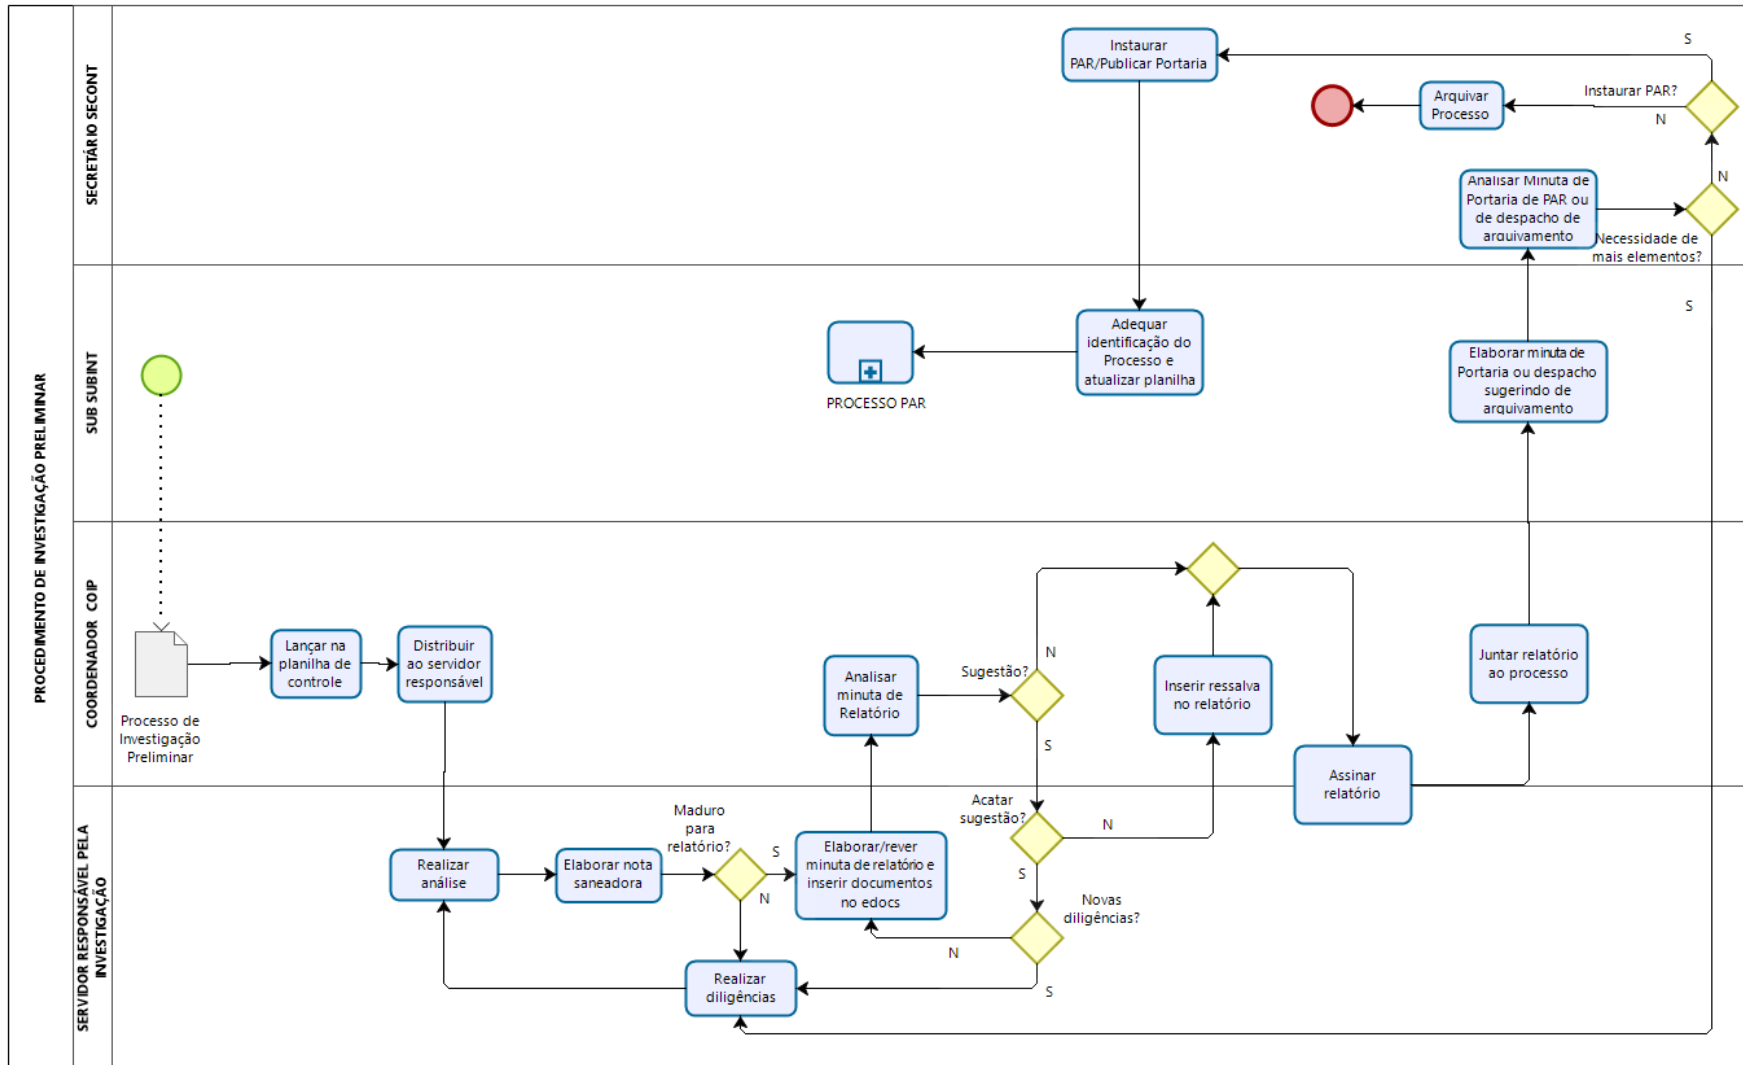 PROCEDIMENTO DE INVESTIGAÇÃO PRELIMINAR
SECRETÁRIO SECONT
Instaurar
PAR/Publicar Portaria
S
Instaurar PAR?
Arquivar
Processo
N
Analisar Minuta de
Portaria de PAR ou
de despacho de
arquivamento
N
Necessidade de
mais elementos?
SUB SUBINT
S
Adequar
identificação do
Processo e
atualizar planilha
PROCESSO PAR
Elaborar minuta de
Portaria ou despacho
sugerindo de
arquivamento
COORDENADOR COIP
Processo de
Investigação
Preliminar
Lançar na
planilha de
controle
Distribuir
ao servidor
responsável
Analisar
minuta de
Relatório
Sugestão?
N
S
Inserir ressalva
no relatório
Juntar relatório
ao processo
Assinar
relatório
SERVIDOR RESPONSÁVEL PELA
INVESTIGAÇÃO
Realizar
análise
Elaborar nota
saneadora
Maduro
para
relatório?
S
N
Elaborar/rever
minuta de relatório e
inserir documentos
no edocs
Acatar
sugestão?
N
S
Novas
diligências?
N
S
Realizar
diligências